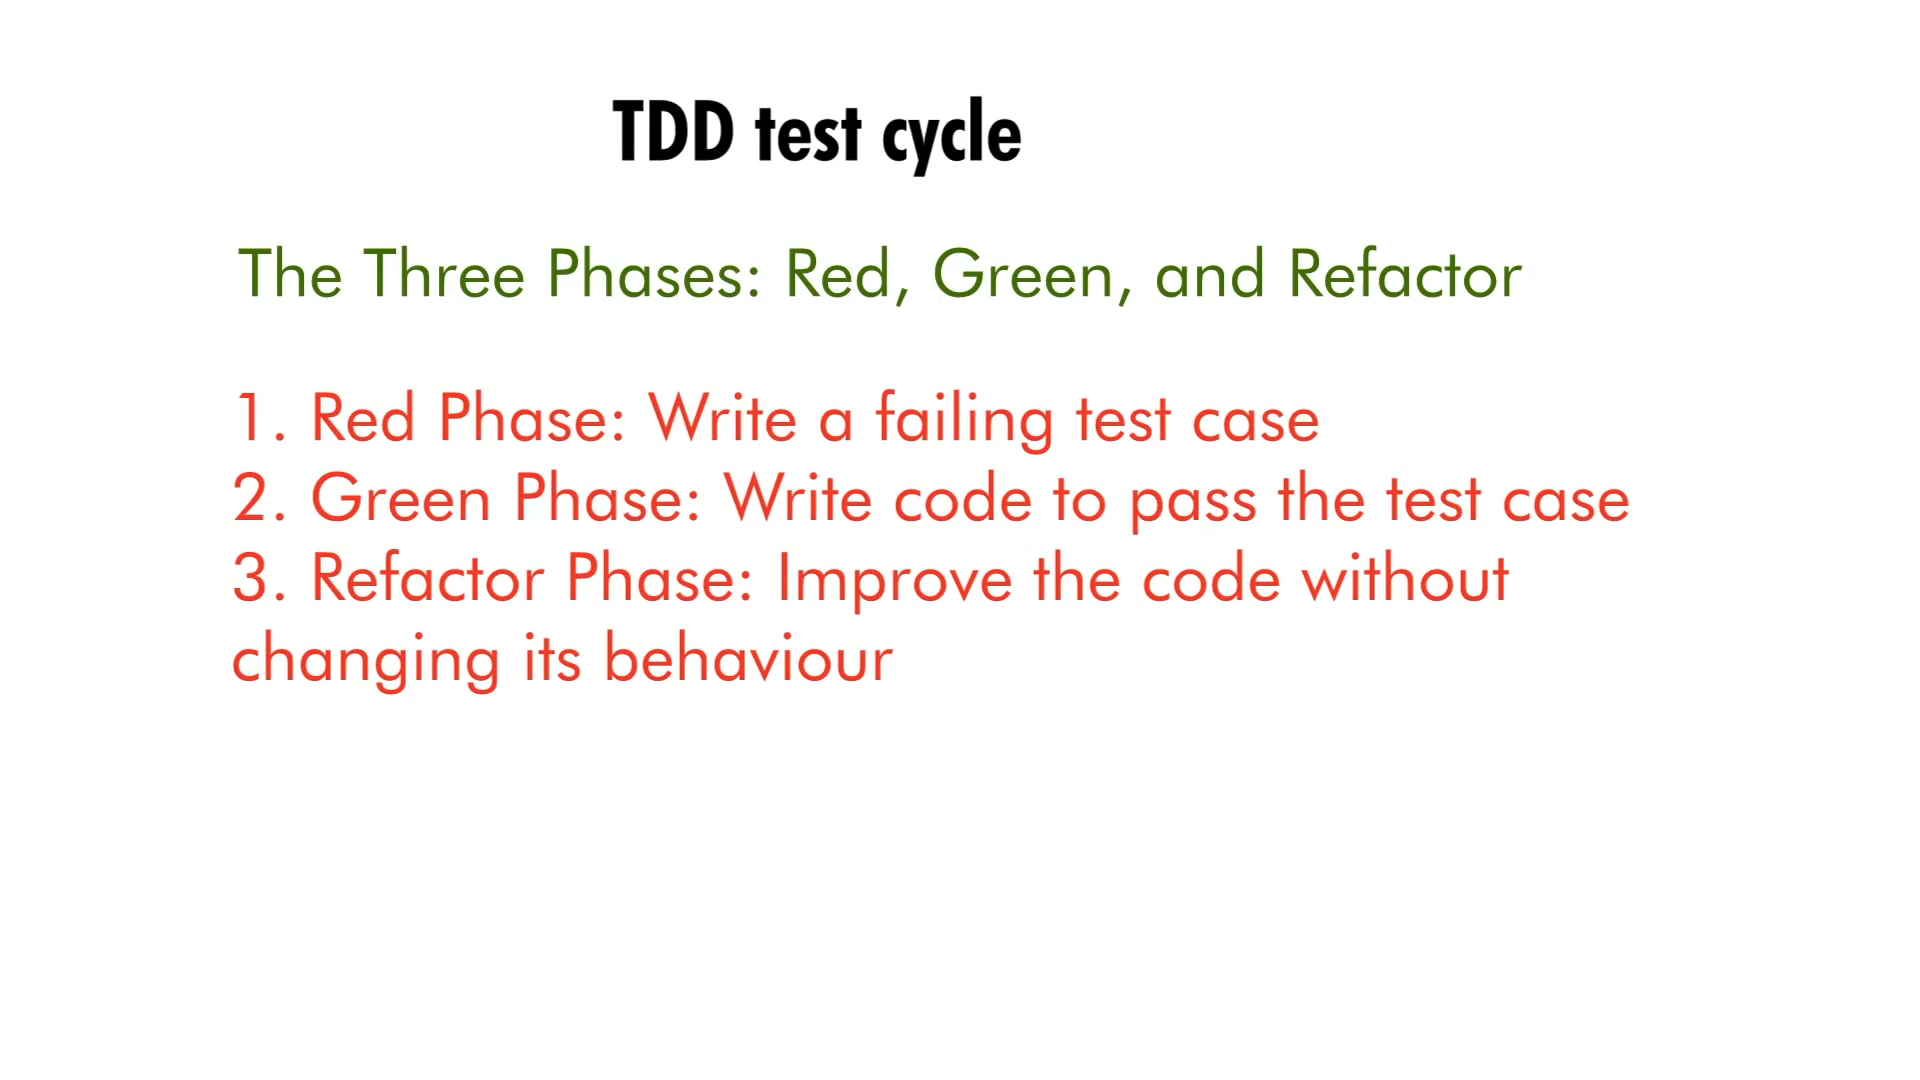 TDD test cycle
The Three Phases: Red, Green, and Refactor
1. Red Phase: Write a failing test case
2. Green Phase: Write code to pass the test case
3. Refactor Phase: Improve the code without
changing its behaviour